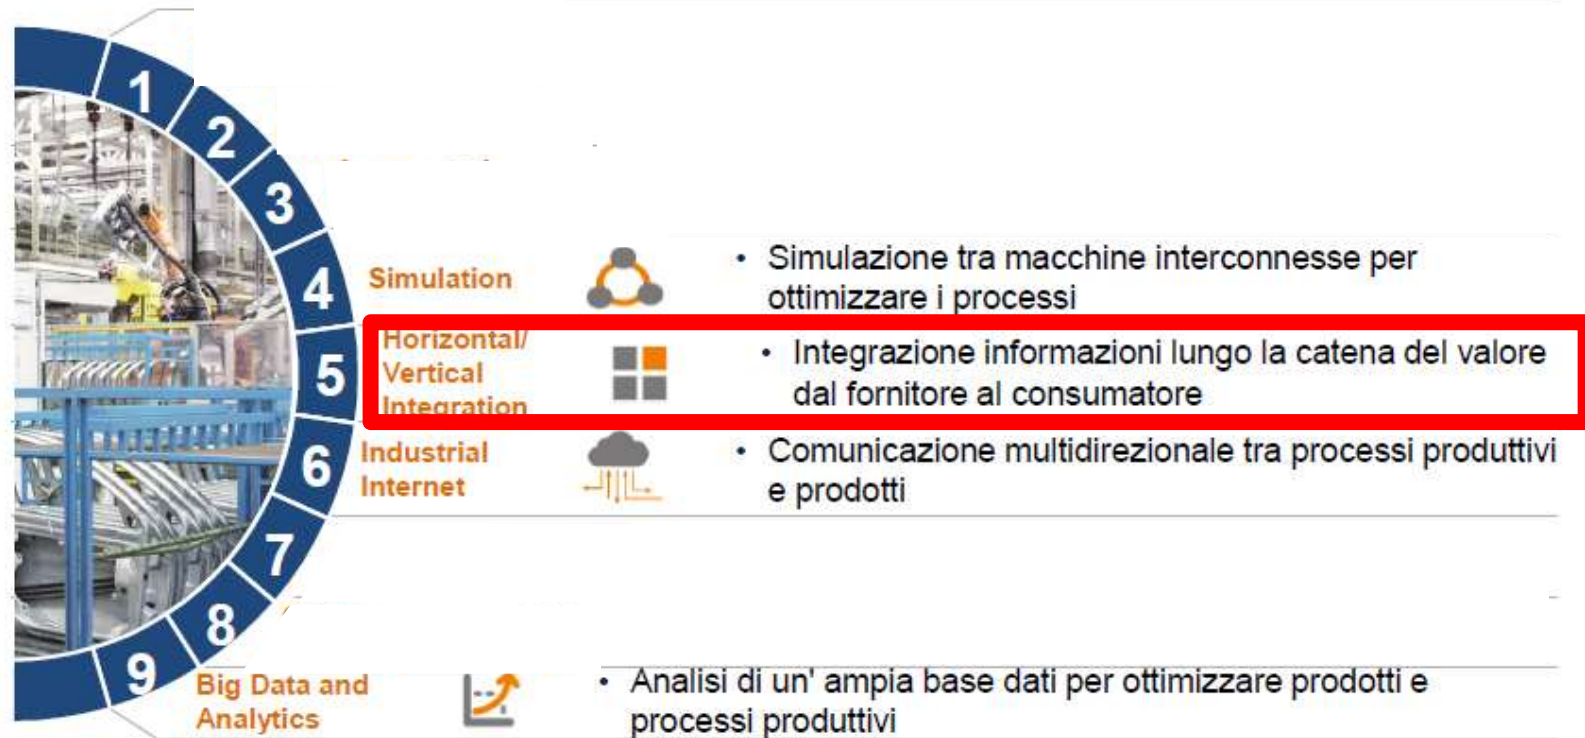 1
2
3
4
Simulation
• Simulazione tra macchine interconnesse per
ottimizzare i processi
5
Horizontal/
Vertical
Integration
• Integrazione informazioni lungo la catena del valore
dal fornitore al consumatore
6
Industrial
Internet
• Comunicazione multidirezionale tra processi produttivi
e prodotti
7
8
9
Big Data and
Analytics
• Analisi di un' ampia base dati per ottimizzare prodotti e
processi produttivi